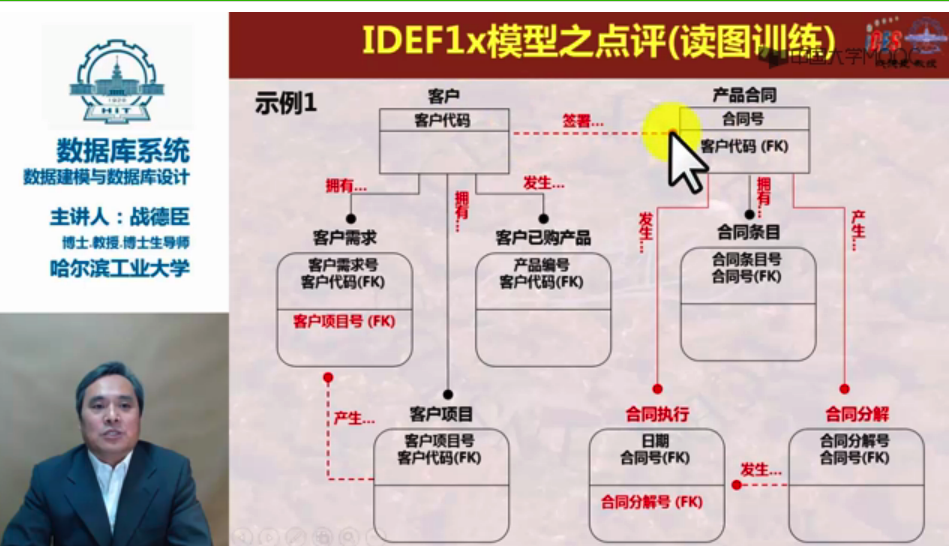 IDEF1x模型之点评(读图训练)
中国大学MOOC
HIT
数据库系统
数据建模与数据库设计
主讲人：战德臣
博士.教授.博士生导师
哈尔滨工业大学
示例1
客户
客户代码
签署...
产品合同
合同号
客户代码 (FK)
拥有...
拥有...
发生...
发生...
拥有...
产生...
客户需求
客户需求号
客户代码(FK)
客户项目号 (FK)
客户已购产品
产品编号
客户代码(FK)
合同条目
合同条目号
合同号(FK)
产生...
客户项目
客户项目号
客户代码(FK)
合同执行
日期
合同号(FK)
合同分解号 (FK)
发生...
合同分解
合同分解号
合同号(FK)